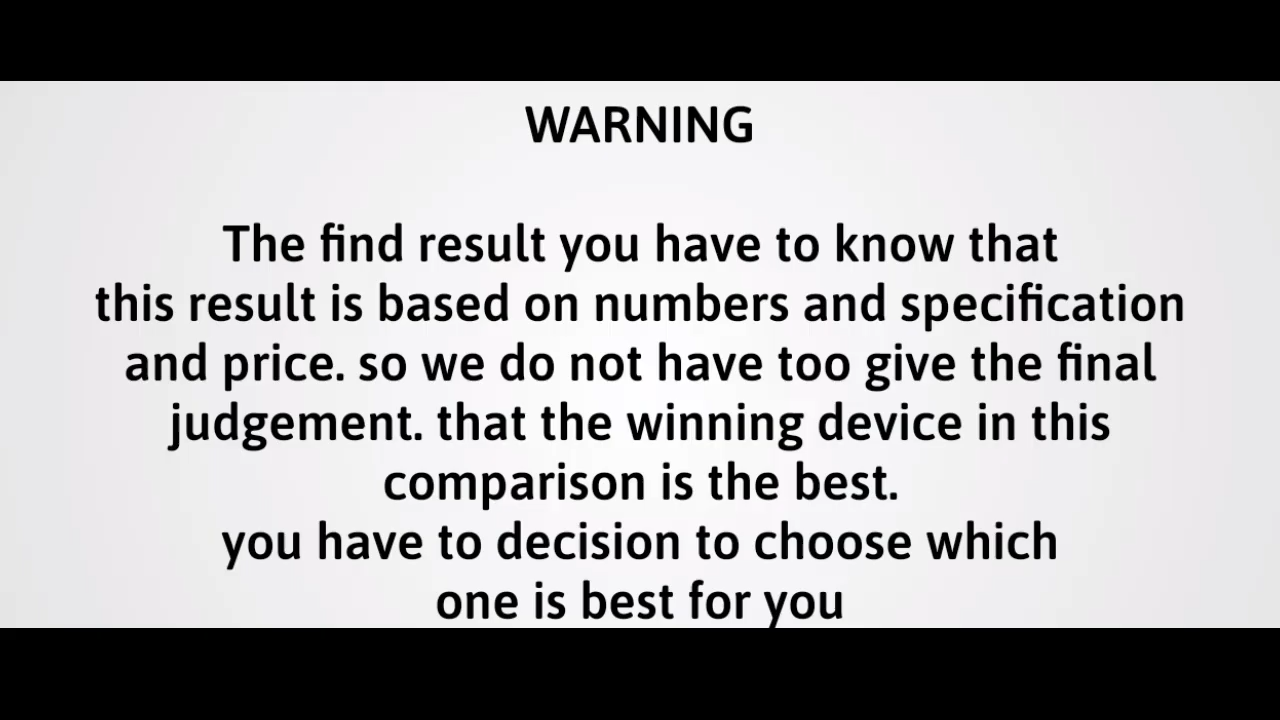 WARNING
The find result you have to know that
this result is based on numbers and specification
and price. so we do not have too give the final
judgement. that the winning device in this
comparison is the best.
you have to decision to choose which
one is best for you